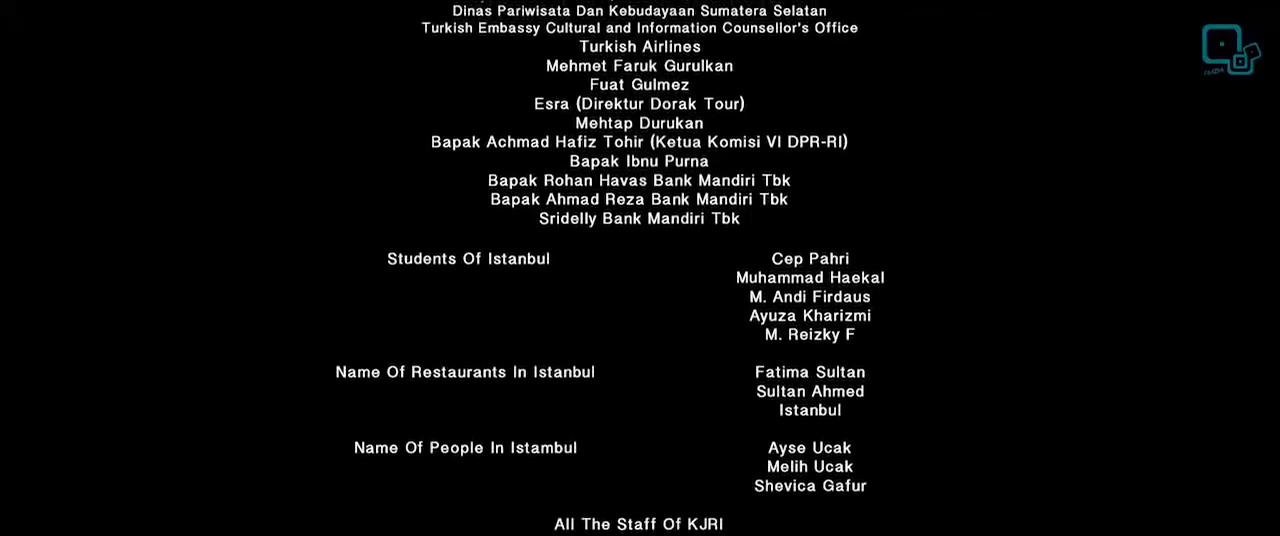 Dinas Pariwisata Dan Kebudayaan Sumatera Selatan
Turkish Embassy Cultural and Information Counsellor's Office
Turkish Airlines
Mehmet Faruk Gurulkan
Fuat Gulmez
Esra (Direktur Dorak Tour)
Mehtap Durukan
Bapak Achmad Hafiz Tohir (Ketua Komisi VI DPR-RI)
Bapak Ibnu Purna
Bapak Rohan Havas Bank Mandiri Tbk
Bapak Ahmad Reza Bank Mandiri Tbk
Sridelly Bank Mandiri Tbk
Students Of Istanbul Cep Pahri
Muhammad Haekal
M. Andi Firdaus
Ayuza Kharizmi
M. Reizky F
Name Of Restaurants In Istanbul Fatima Sultan
Sultan Ahmed
Istanbul
Name Of People In Istambul Ayse Ucak
Melih Ucak
Shevica Gafur
All The Staff Of KJRI